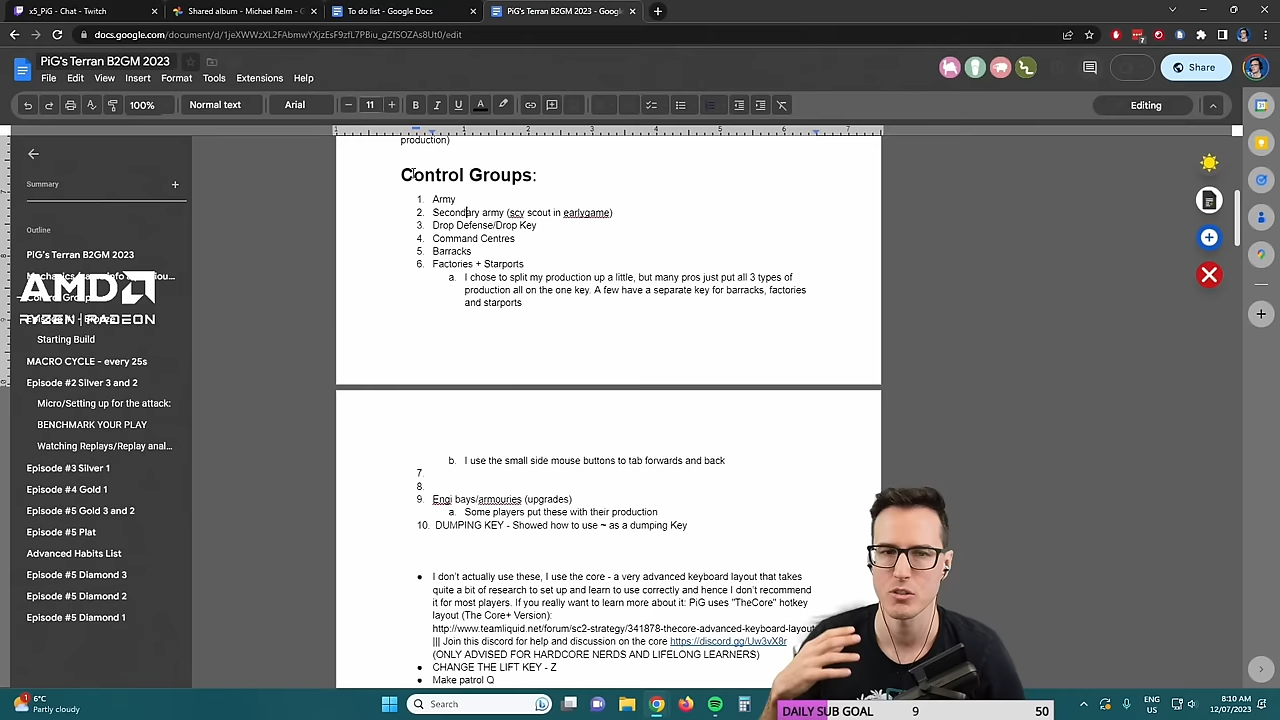 x5_PiG - Chat - Twitch
Shared album - Michael Relm - G
To do list - Google Docs
PiG's Terran B2GM 2023 - Googl
docs.google.com/document/d/1jeXWWzXL2FAbmwYXjzEsF9zfL7PBiu_gZfSOZAs8Ut0/edit
PiG's Terran B2GM 2023
File Edit View Insert Format Tools Extensions Help
Share
100% Normal text Arial 11 Editing
1 1 2 3 4 5 6 7
production)
Control Groups:
1. Army
2. Secondary army (scv scout in earlygame)
3. Drop Defense/Drop Key
4. Command Centres
5. Barracks
6. Factories + Starports
a. I chose to split my production up a little, but many pros just put all 3 types of
production all on the one key. A few have a separate key for barracks, factories
and starports
b. I use the small side mouse buttons to tab forwards and back
7.
8.
9. Engi bays/armouries (upgrades)
a. Some players put these with their production
10. DUMPING KEY - Showed how to use ~ as a dumping Key
● I don't actually use these, I use the core - a very advanced keyboard layout that takes
quite a bit of research to set up and learn to use correctly and hence I don't recommend
it for most players. If you really want to learn more about it: PiG uses "TheCore" hotkey
layout (The Core+ Version):
http://www.teamliquid.net/forum/sc2-strategy/341878-thecore-advanced-keyboard-layout
||| Join this discord for help and discussion on the core https://discord.gg/Uw3vX8r
(ONLY ADVISED FOR HARDCORE NERDS AND LIFELONG LEARNERS)
● CHANGE THE LIFT KEY - Z
● Make patrol Q
Summary
Outline
PIG's Terran B2GM 2023
AMD
RYZEN | RADEON
Starting Build
MACRO CYCLE - every 25s
Episode #2 Silver 3 and 2
Micro/Setting up for the attack:
BENCHMARK YOUR PLAY
Watching Replays/Replay anal...
Episode #3 Silver 1
Episode #4 Gold 1
Episode #5 Gold 3 and 2
Episode #5 Plat
Advanced Habits List
Episode #5 Diamond 3
Episode #5 Diamond 2
Episode #5 Diamond 1
6°C
Partly cloudy
Search
ENG
US
8:10 AM
12/07/2023
DAILY SUB GOAL 9 50